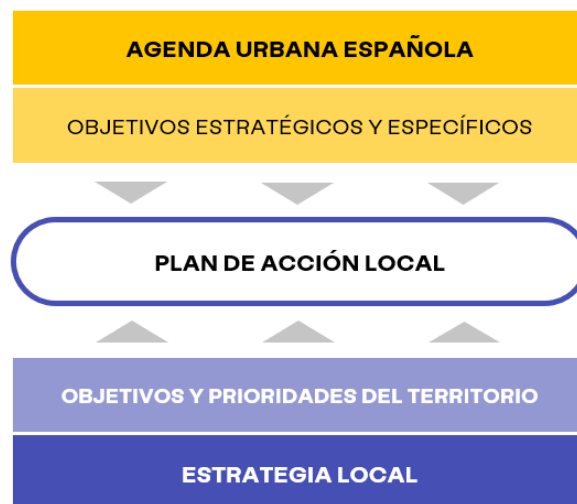 AGENDA URBANA ESPAÑOLA
OBJETIVOS ESTRATÉGICOS Y ESPECÍFICOS
PLAN DE ACCIÓN LOCAL
OBJETIVOS Y PRIORIDADES DEL TERRITORIO
ESTRATEGIA LOCAL